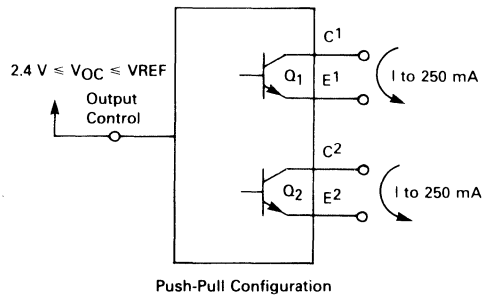 C1
2.4 V ≤ VOC ≤ VREF
Q1
E1
I to 250 mA
Output
Control
C2
Q2
E2
I to 250 mA
Push-Pull Configuration